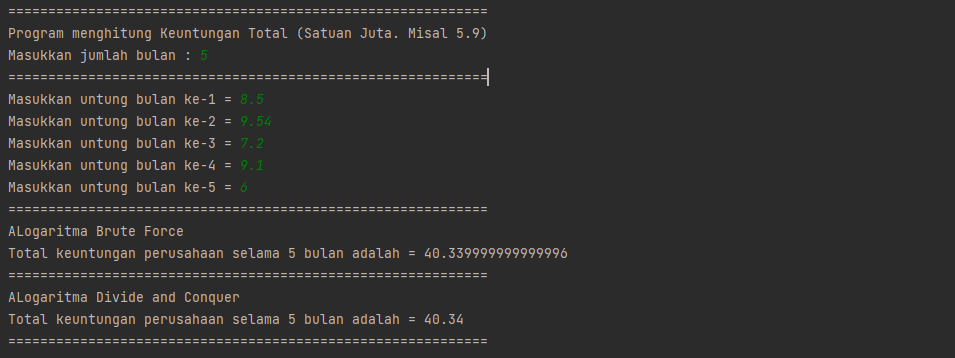 ============================================================
Program menghitung Keuntungan Total (Satuan Juta. Misal 5.9)
Masukkan jumlah bulan : 5
============================================================
Masukkan untung bulan ke-1 = 8.5
Masukkan untung bulan ke-2 = 9.54
Masukkan untung bulan ke-3 = 7.2
Masukkan untung bulan ke-4 = 9.1
Masukkan untung bulan ke-5 = 6
============================================================
ALogaritma Brute Force
Total keuntungan perusahaan selama 5 bulan adalah = 40.339999999999996
============================================================
ALogaritma Divide and Conquer
Total keuntungan perusahaan selama 5 bulan adalah = 40.34
============================================================